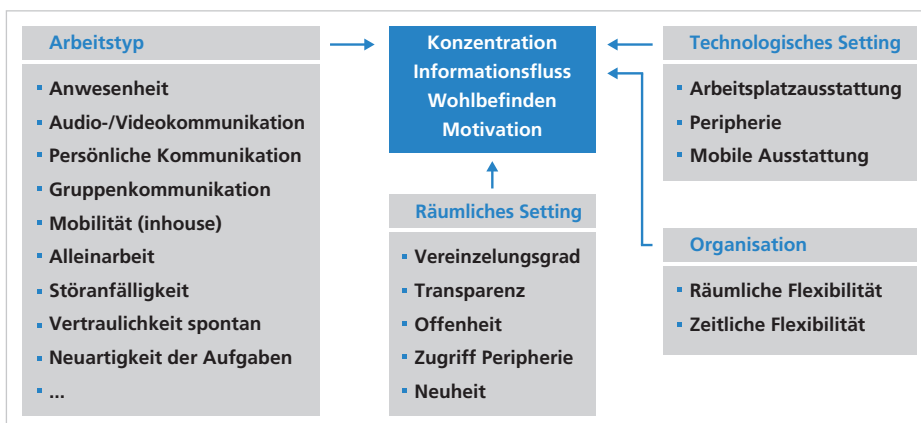 Arbeitstyp
Anwesenheit
Audio-/Videokommunikation
Persönliche Kommunikation
Gruppenkommunikation
Mobilität (inhouse)
Alleinarbeit
Störanfälligkeit
Vertraulichkeit spontan
Neuartigkeit der Aufgaben
...
Konzentration
Informationsfluss
Wohlbefinden
Motivation
Räumliches Setting
Vereinzelungsgrad
Transparenz
Offenheit
Zugriff Peripherie
Neuheit
Technologisches Setting
Arbeitsplatzausstattung
Peripherie
Mobile Ausstattung
Organisation
Räumliche Flexibilität
Zeitliche Flexibilität